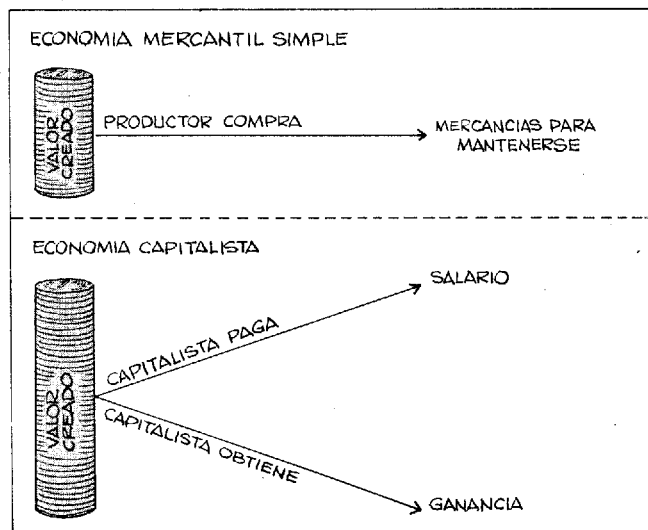 ECONOMIA MERCANTIL SIMPLE
VALOR
CREADO
PRODUCTOR COMPRA
MERCANCIAS PARA
MANTENERSE
ECONOMIA CAPITALISTA
VALOR
CREADO
CAPITALISTA PAGA
SALARIO
CAPITALISTA OBTIENE
GANANCIA